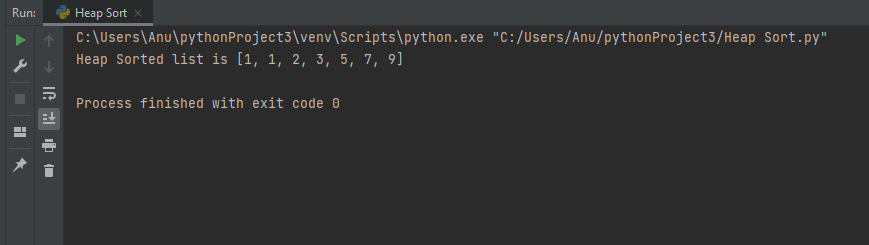 Run: Heap Sort
C:\Users\Anu\pythonProject3\venv\Scripts\python.exe "C:/Users/Anu/pythonProject3/Heap Sort.py"
Heap Sorted list is [1, 1, 2, 3, 5, 7, 9]
Process finished with exit code 0